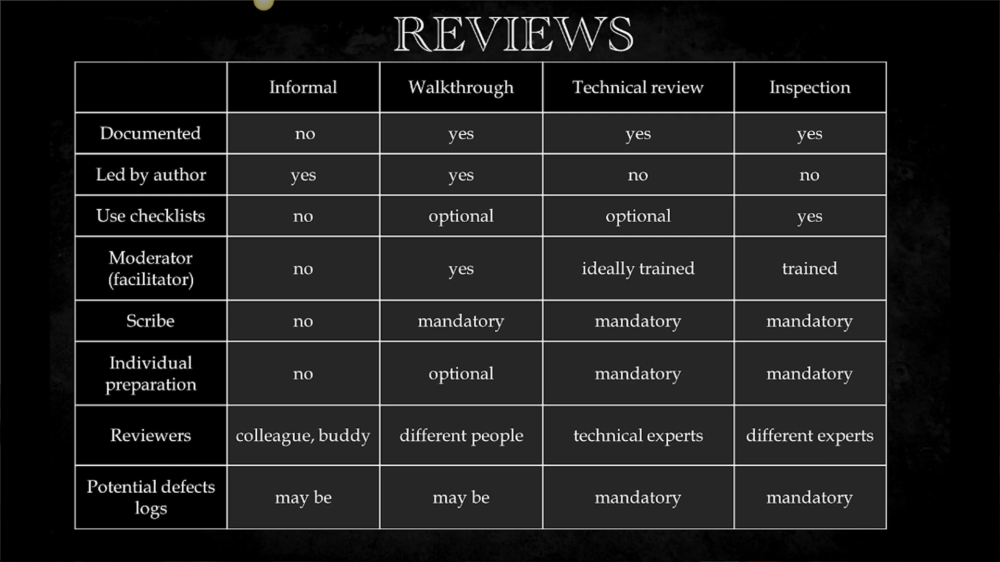 REVIEWS
Informal Walkthrough Technical review Inspection
Documented no yes yes yes
Led by author yes yes no no
Use checklists no optional optional yes
Moderator
(facilitator) no yes ideally trained trained
Scribe no mandatory mandatory mandatory
Individual
preparation no optional mandatory mandatory
Reviewers colleague, buddy different people technical experts different experts
Potential defects
logs may be may be mandatory mandatory